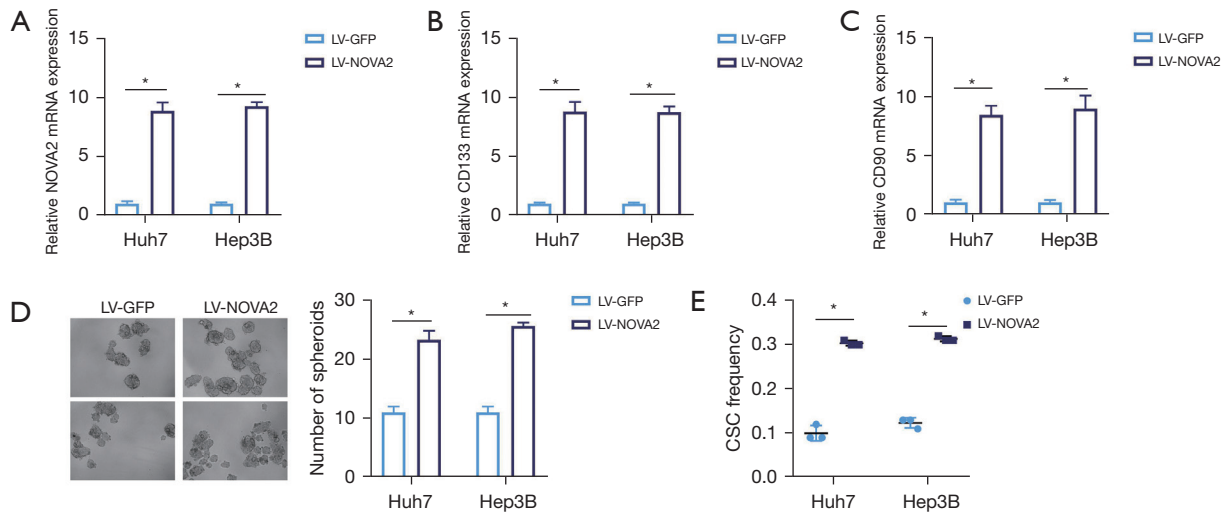 A
Relative NOVA2 mRNA expression
15
10
5
0
*
*
Huh7
Hep3B
LV-GFP
LV-NOVA2
B
Relative CD133 mRNA expression
15
10
5
0
*
*
Huh7
Hep3B
LV-GFP
LV-NOVA2
C
Relative CD90 mRNA expression
15
10
5
0
*
*
Huh7
Hep3B
LV-GFP
LV-NOVA2
D
LV-GFP
LV-NOVA2
Number of spheroids
30
20
10
0
*
*
Huh7
Hep3B
LV-GFP
LV-NOVA2
E
CSC frequency
0.4
0.3
0.2
0.1
0.0
*
*
Huh7
Hep3B
LV-GFP
LV-NOVA2